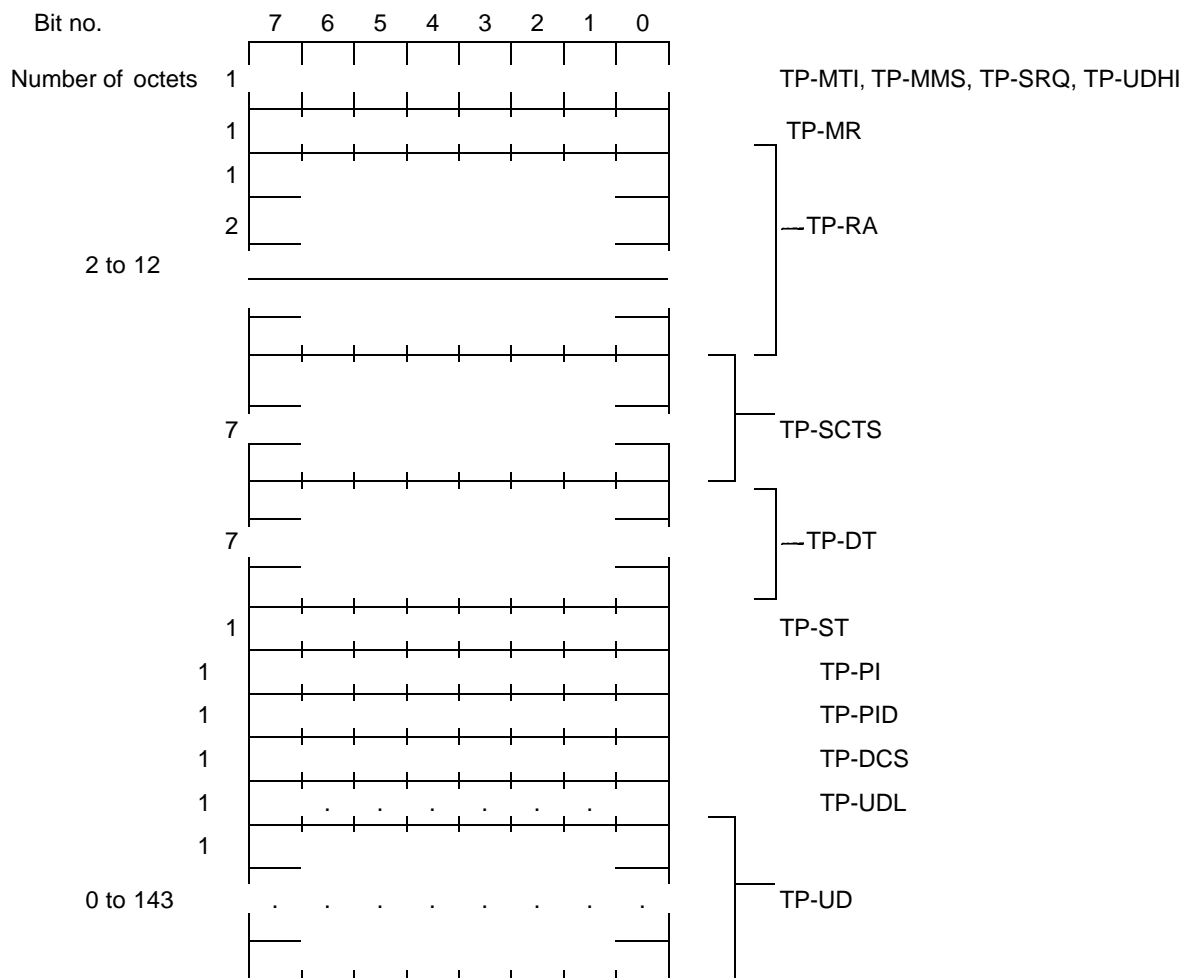 Bit no. 7 6 5 4 3 2 1 0
Number of octets 1 TP-MTI, TP-MMS, TP-SRQ, TP-UDHI
1 TP-MR
1
2 TP-RA
2 to 12
7 TP-SCTS
7 TP-DT
1 TP-ST
1 TP-PI
1 TP-PID
1 TP-DCS
1 . . . . . . TP-UDL
1
0 to 143 . . . . . . . . TP-UD